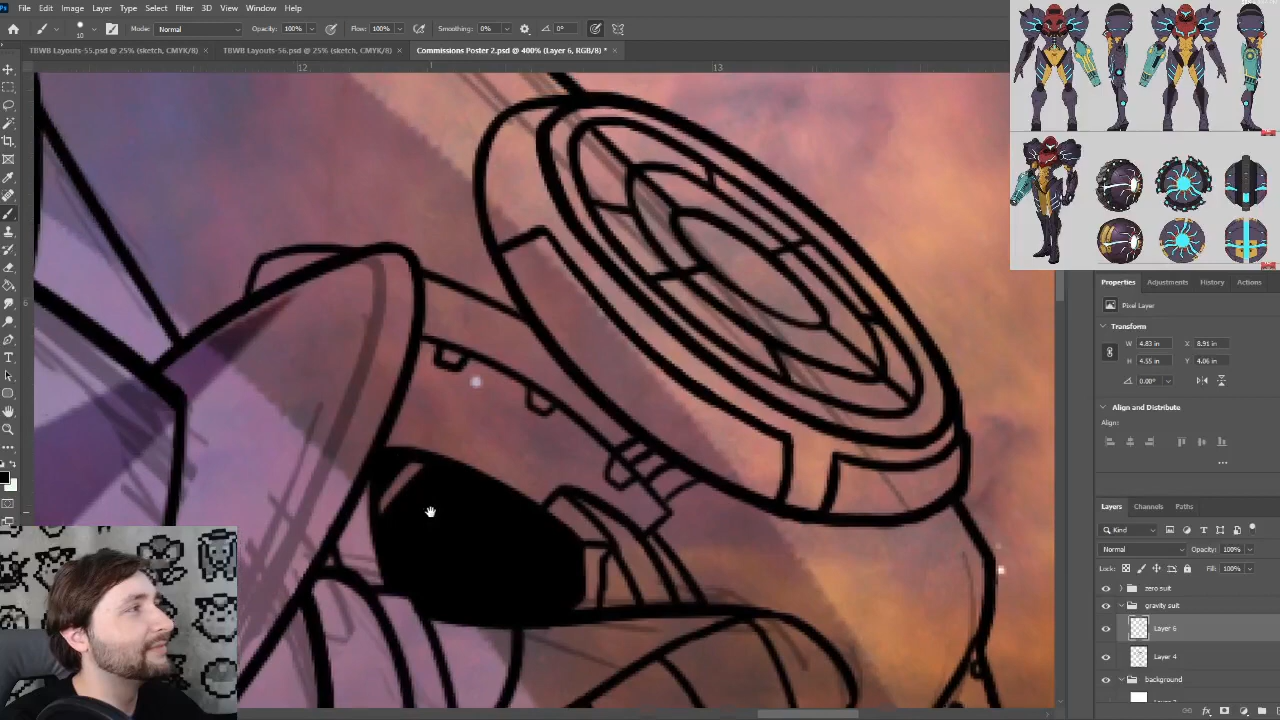 File Edit Image Layer Type Select Filter 3D View Window Help
Mode: Normal Opacity: 100% Flow: 100% Smoothing: 0% 0°
10
TBWB Layouts-55.psd @ 25% (sketch, CMYK/8) × TBWB Layouts-56.psd @ 25% (sketch, CMYK/8) × Commissions Poster 2.psd @ 400% (Layer 6, RGB/8) * ×
12 13
Properties Adjustments History Actions
Pixel Layer
Transform
W 4.83 in X 8.91 in
H 4.55 in Y 4.06 in
0.00°
Align and Distribute
Align:
Layers Channels Paths
Kind
Normal Opacity: 100%
Lock: Fill: 100%
zero suit
gravity suit
Layer 6
Layer 4
background